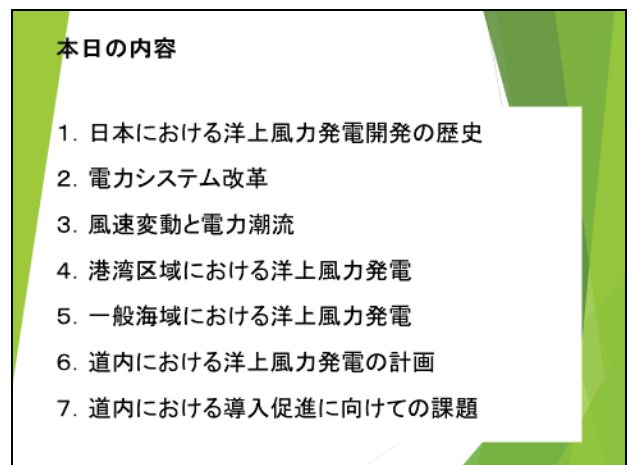 本日の内容
1. 日本における洋上風力発電開発の歴史
2. 電力システム改革
3. 風速変動と電力潮流
4. 港湾区域における洋上風力発電
5. 一般海域における洋上風力発電
6. 道内における洋上風力発電の計画
7. 道内における導入促進に向けての課題